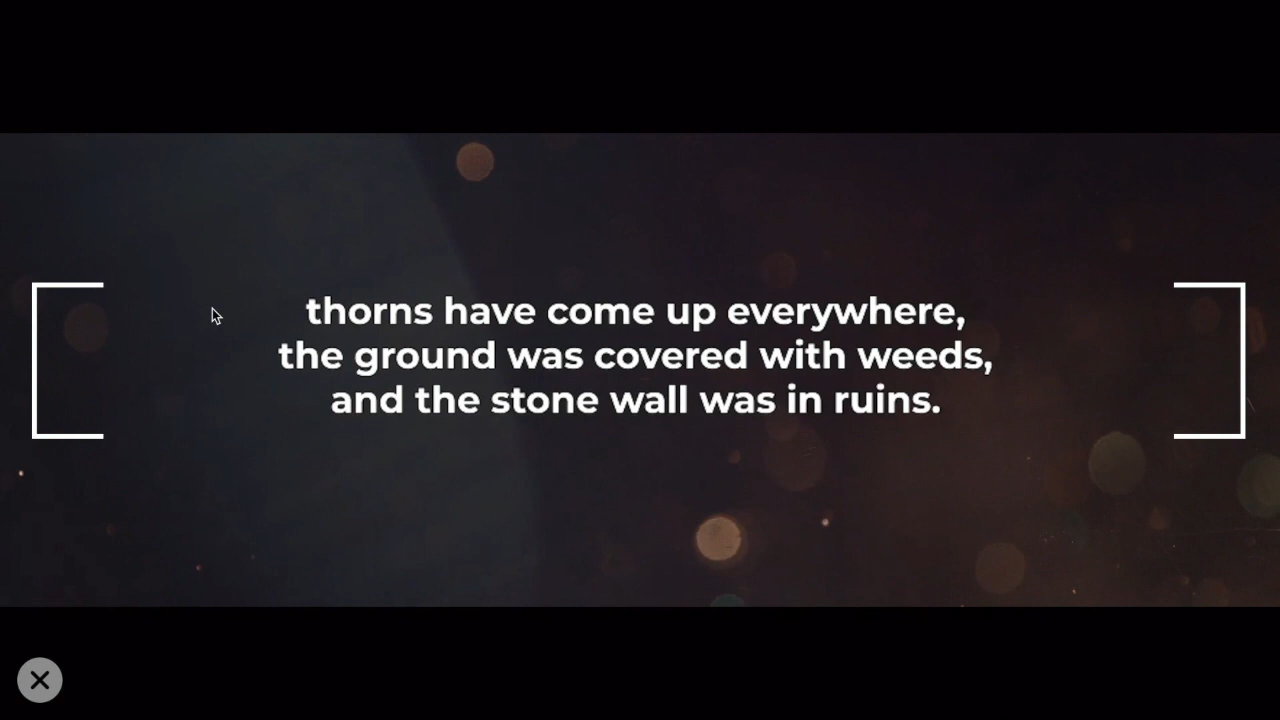 thorns have come up everywhere,
the ground was covered with weeds,
and the stone wall was in ruins.